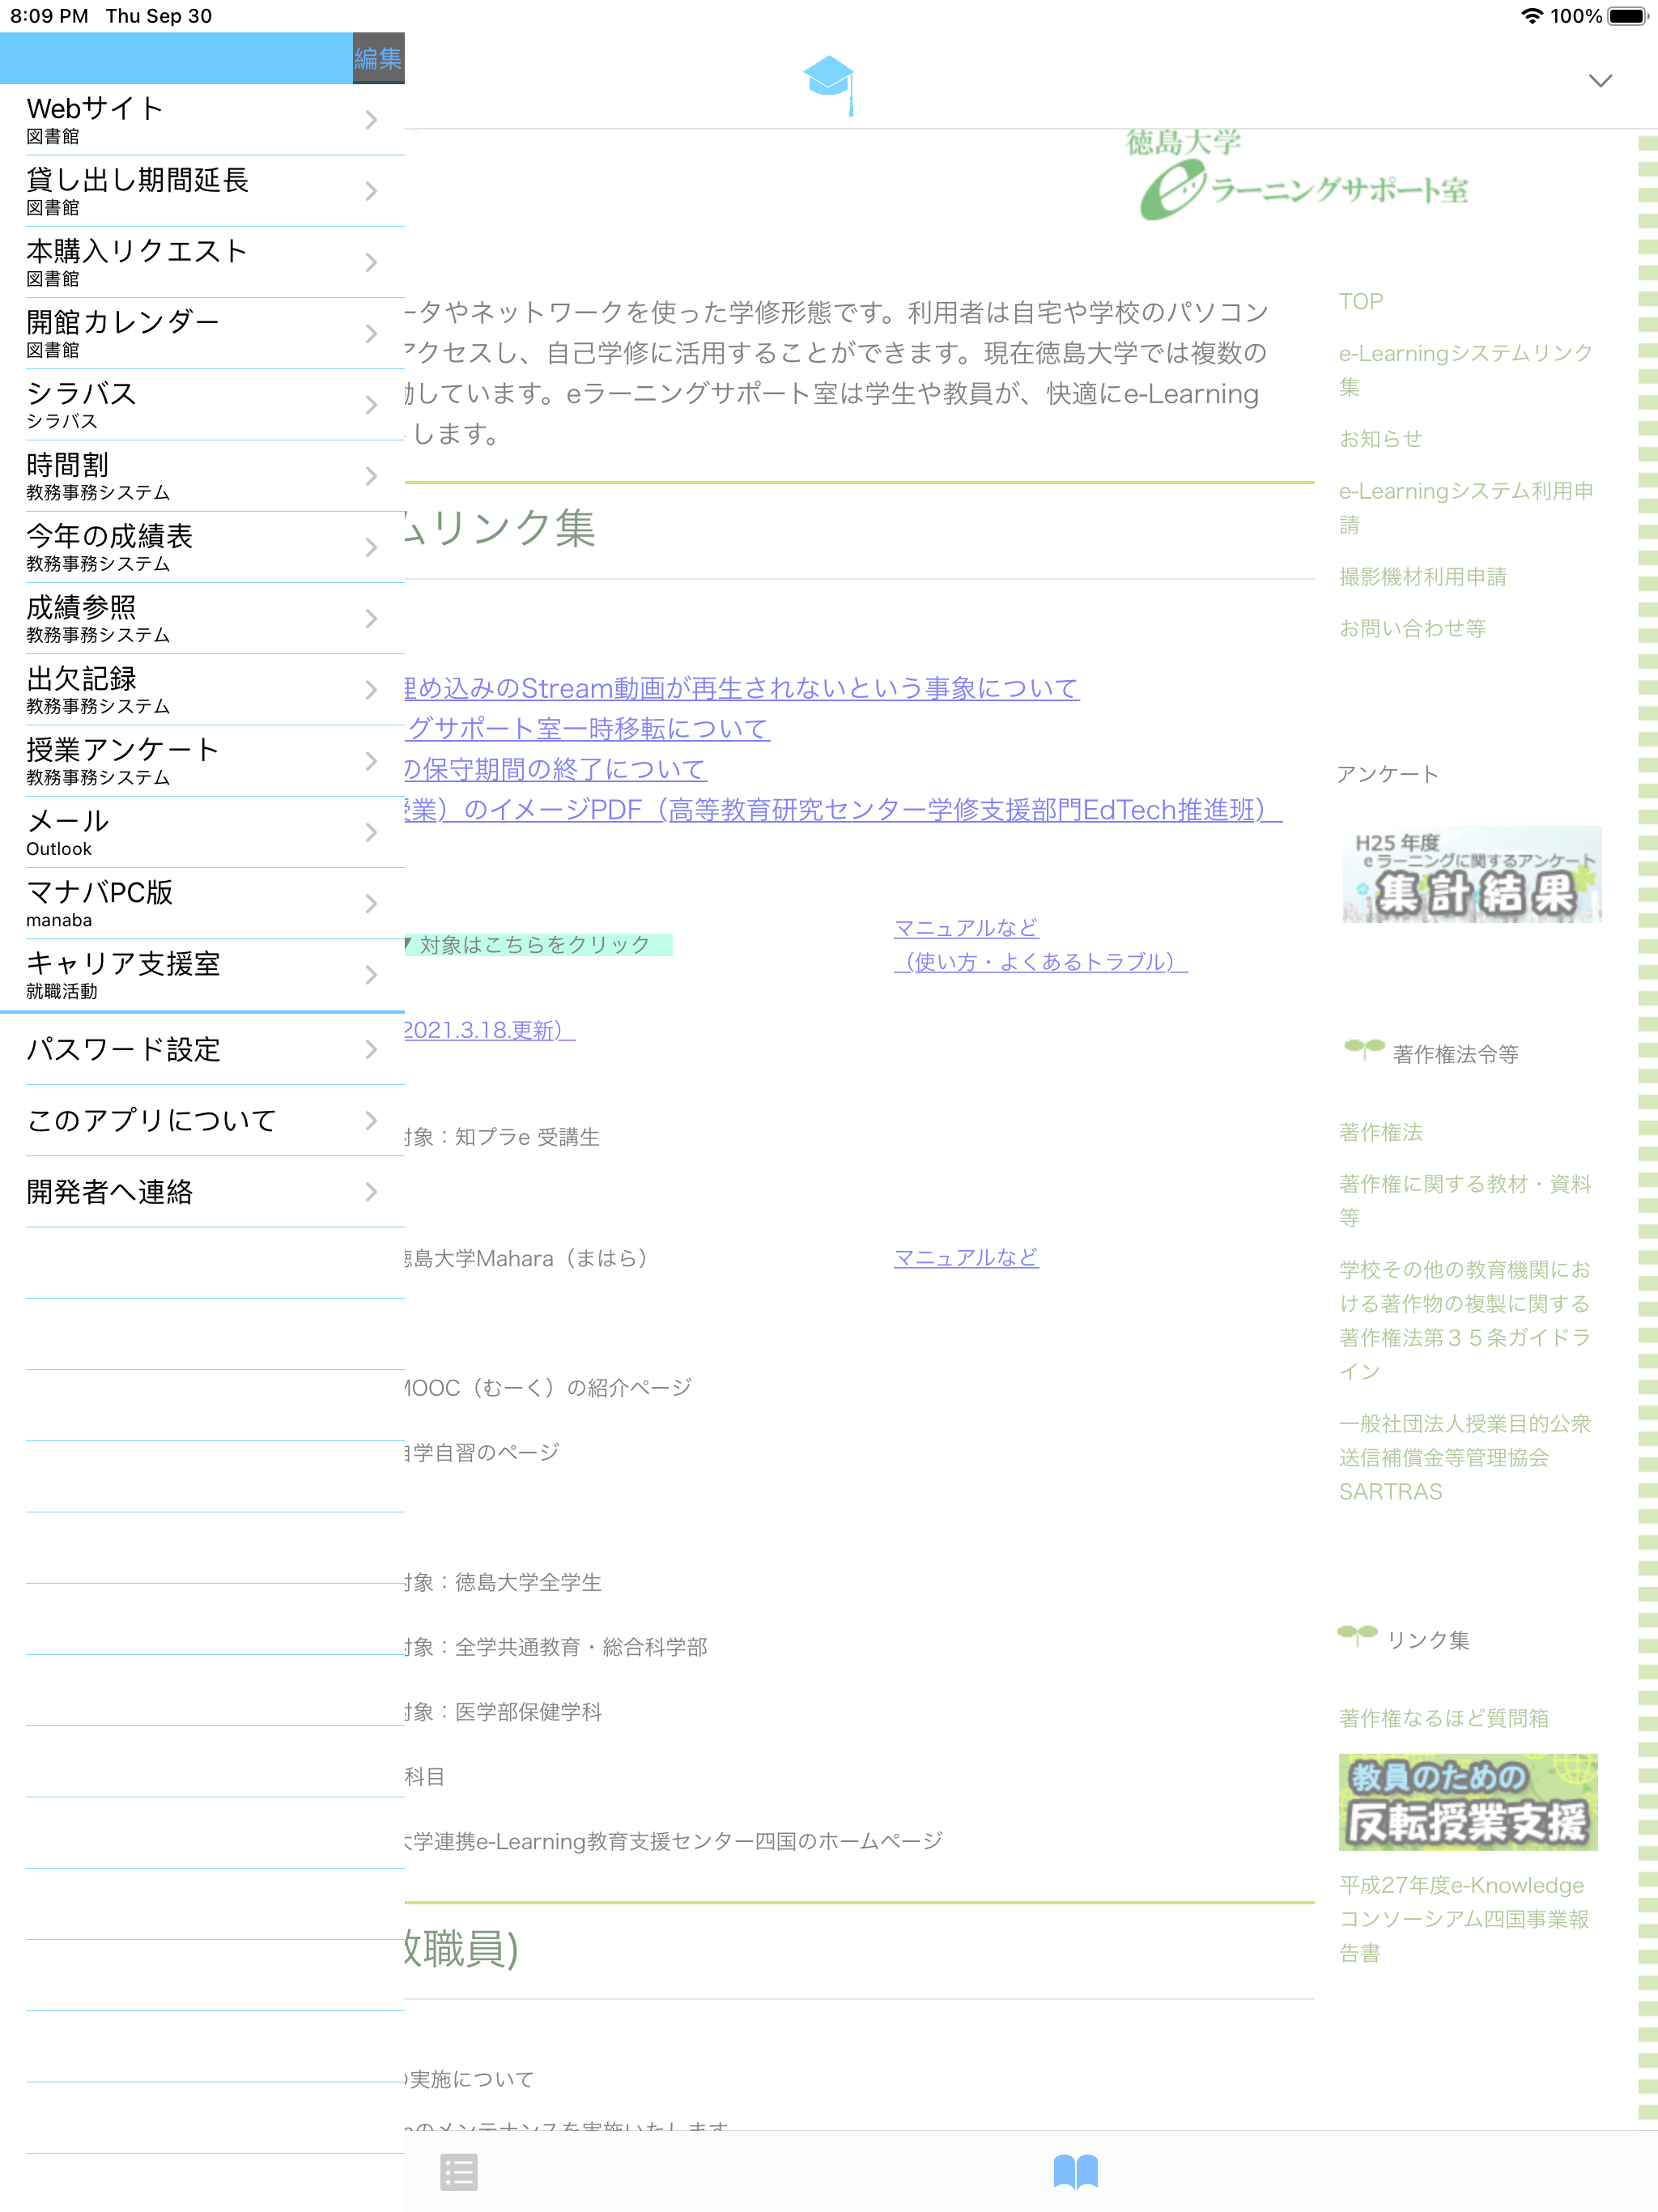 8:09 PM Thu Sep 30
100%
編集
Webサイト
図書館
貸し出し期間延長
図書館
本購入リクエスト
図書館
開館カレンダー
図書館
シラバス
シラバス
時間割
教務事務システム
今年の成績表
教務事務システム
成績参照
教務事務システム
出欠記録
教務事務システム
授業アンケート
教務事務システム
メール
Outlook
マナバPC版
manaba
キャリア支援室
就職活動
パスワード設定
このアプリについて
開発者へ連絡
徳島大学
eラーニングサポート室
ータやネットワークを使った学修形態です。利用者は自宅や学校のパソコン
アクセスし、自己学修に活用することができます。現在徳島大学では複数の
働しています。eラーニングサポート室は学生や教員が、快適にe-Learning
します。
ムリンク集
埋め込みのStream動画が再生されないという事象について
グサポート室一時移転について
の保守期間の終了について
授業）のイメージPDF（高等教育研究センター学修支援部門EdTech推進班）
▼ 対象はこちらをクリック
マニュアルなど
（使い方・よくあるトラブル）
2021.3.18.更新）
対象：知プラe 受講生
徳島大学Mahara（まはら）
マニュアルなど
MOOC（むーく）の紹介ページ
自学自習のページ
対象：徳島大学全学生
対象：全学共通教育・総合科学部
対象：医学部保健学科
科目
大学連携e-Learning教育支援センター四国のホームページ
教職員)
の実施について
のメンテナンスを実施いたします
TOP
e-Learningシステムリンク
集
お知らせ
e-Learningシステム利用申
請
撮影機材利用申請
お問い合わせ等
アンケート
H25 年度
eラーニングに関するアンケート
集計結果
著作権法令等
著作権法
著作権に関する教材・資料
等
学校その他の教育機関にお
ける著作物の複製に関する
著作権法第３５条ガイドラ
イン
一般社団法人授業目的公衆
送信補償金等管理協会
SARTRAS
リンク集
著作権なるほど質問箱
教員のための
反転授業支援
平成27年度e-Knowledge
コンソーシアム四国事業報
告書